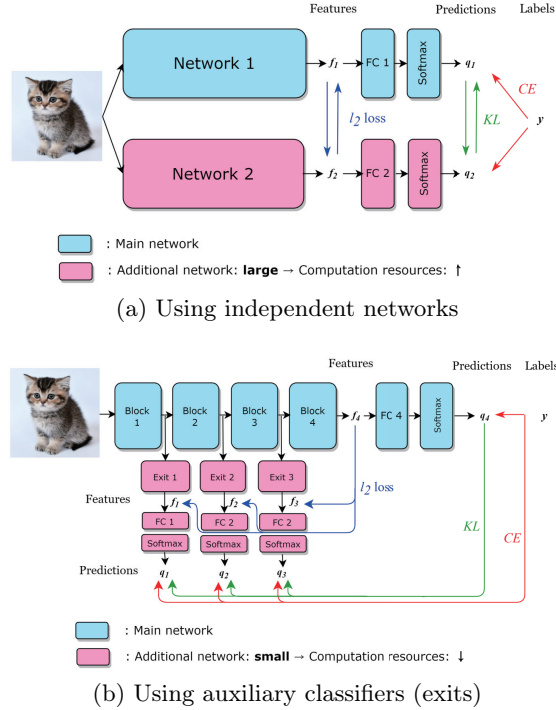 Features Predictions Labels
Network 1 f1 FC 1 Softmax q1
CE
l2 loss KL y
Network 2 f2 FC 2 Softmax q2
: Main network
: Additional network: large → Computation resources: ↑
(a) Using independent networks
Features Predictions Labels
Block 1 Block 2 Block 3 Block 4 f4 FC 4 Softmax q4 y
Exit 1 Exit 2 Exit 3
l2 loss
Features f1 f2 f3
FC 1 FC 2 FC 2
KL CE
Softmax Softmax Softmax
Predictions q1 q2 q3
: Main network
: Additional network: small → Computation resources: ↓
(b) Using auxiliary classifiers (exits)